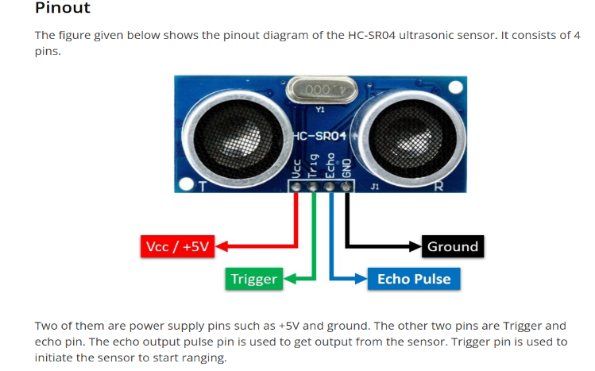 Pinout
The figure given below shows the pinout diagram of the HC-SR04 ultrasonic sensor. It consists of 4
pins.
Y1
HC-SR04
Vcc
Trig
Echo
GND
J1
T
R
Vcc / +5V
Ground
Trigger
Echo Pulse
Two of them are power supply pins such as +5V and ground. The other two pins are Trigger and
echo pin. The echo output pulse pin is used to get output from the sensor. Trigger pin is used to
initiate the sensor to start ranging.